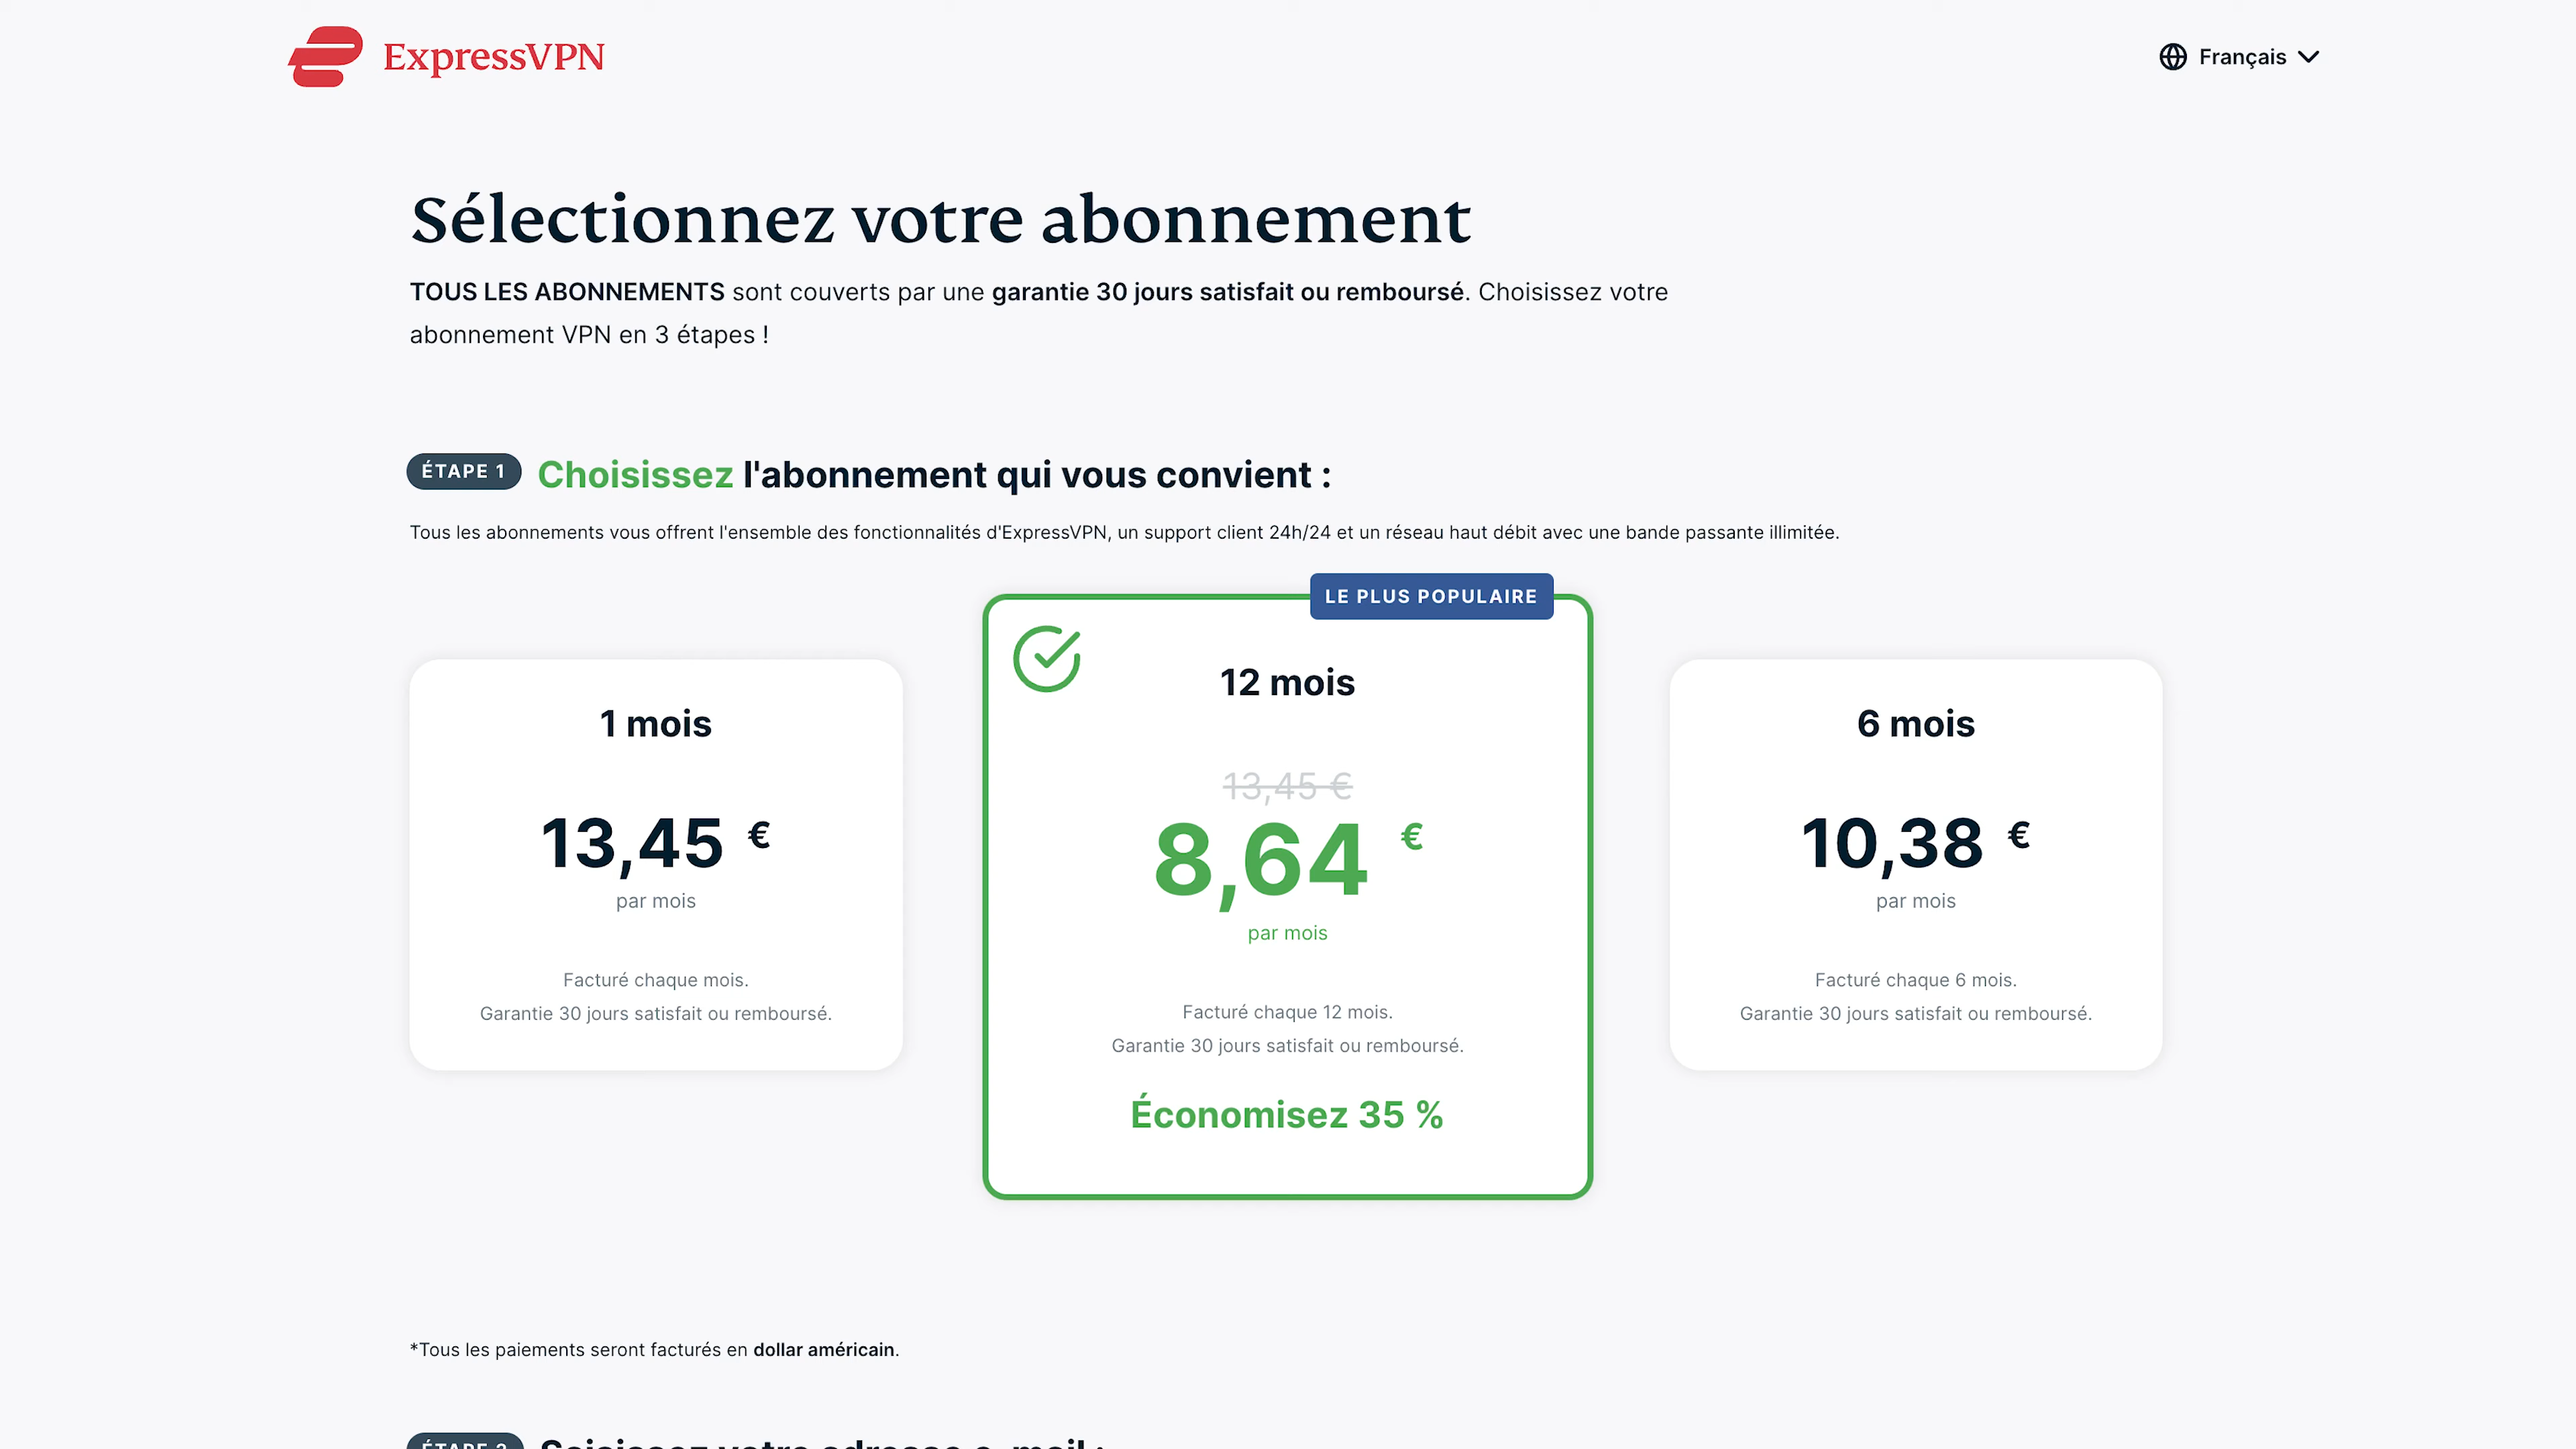 ExpressVPN
Français
Sélectionnez votre abonnement
TOUS LES ABONNEMENTS sont couverts par une garantie 30 jours satisfait ou remboursé. Choisissez votre
abonnement VPN en 3 étapes !
ÉTAPE 1 Choisissez l'abonnement qui vous convient :
Tous les abonnements vous offrent l'ensemble des fonctionnalités d'ExpressVPN, un support client 24h/24 et un réseau haut débit avec une bande passante illimitée.
1 mois
13,45 €
par mois
Facturé chaque mois.
Garantie 30 jours satisfait ou remboursé.
LE PLUS POPULAIRE
12 mois
13,45 €
8,64 €
par mois
Facturé chaque 12 mois.
Garantie 30 jours satisfait ou remboursé.
Économisez 35 %
6 mois
10,38 €
par mois
Facturé chaque 6 mois.
Garantie 30 jours satisfait ou remboursé.
*Tous les paiements seront facturés en dollar américain.
ÉTAPE 2 Saisissez votre adresse e-mail :